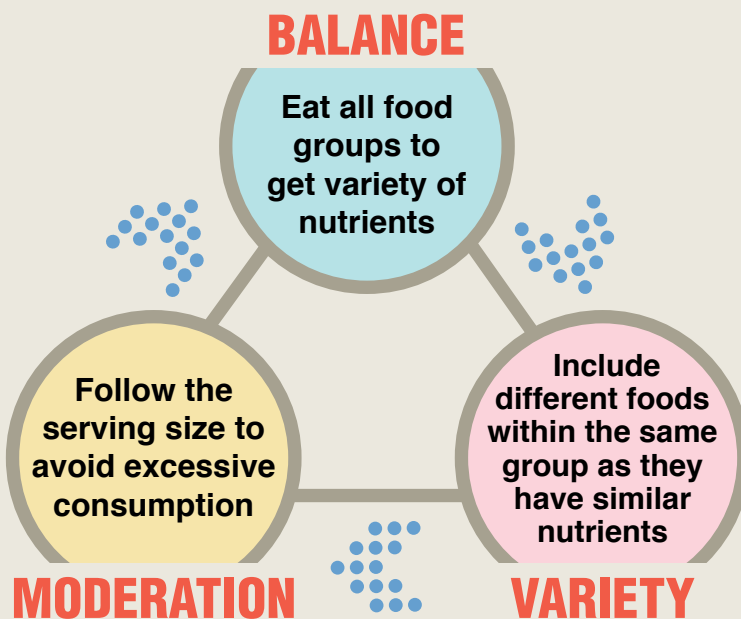 BALANCE
Eat all food
groups to
get variety of
nutrients
Follow the
serving size to
avoid excessive
consumption
MODERATION
Include
different foods
within the same
group as they
have similar
nutrients
VARIETY